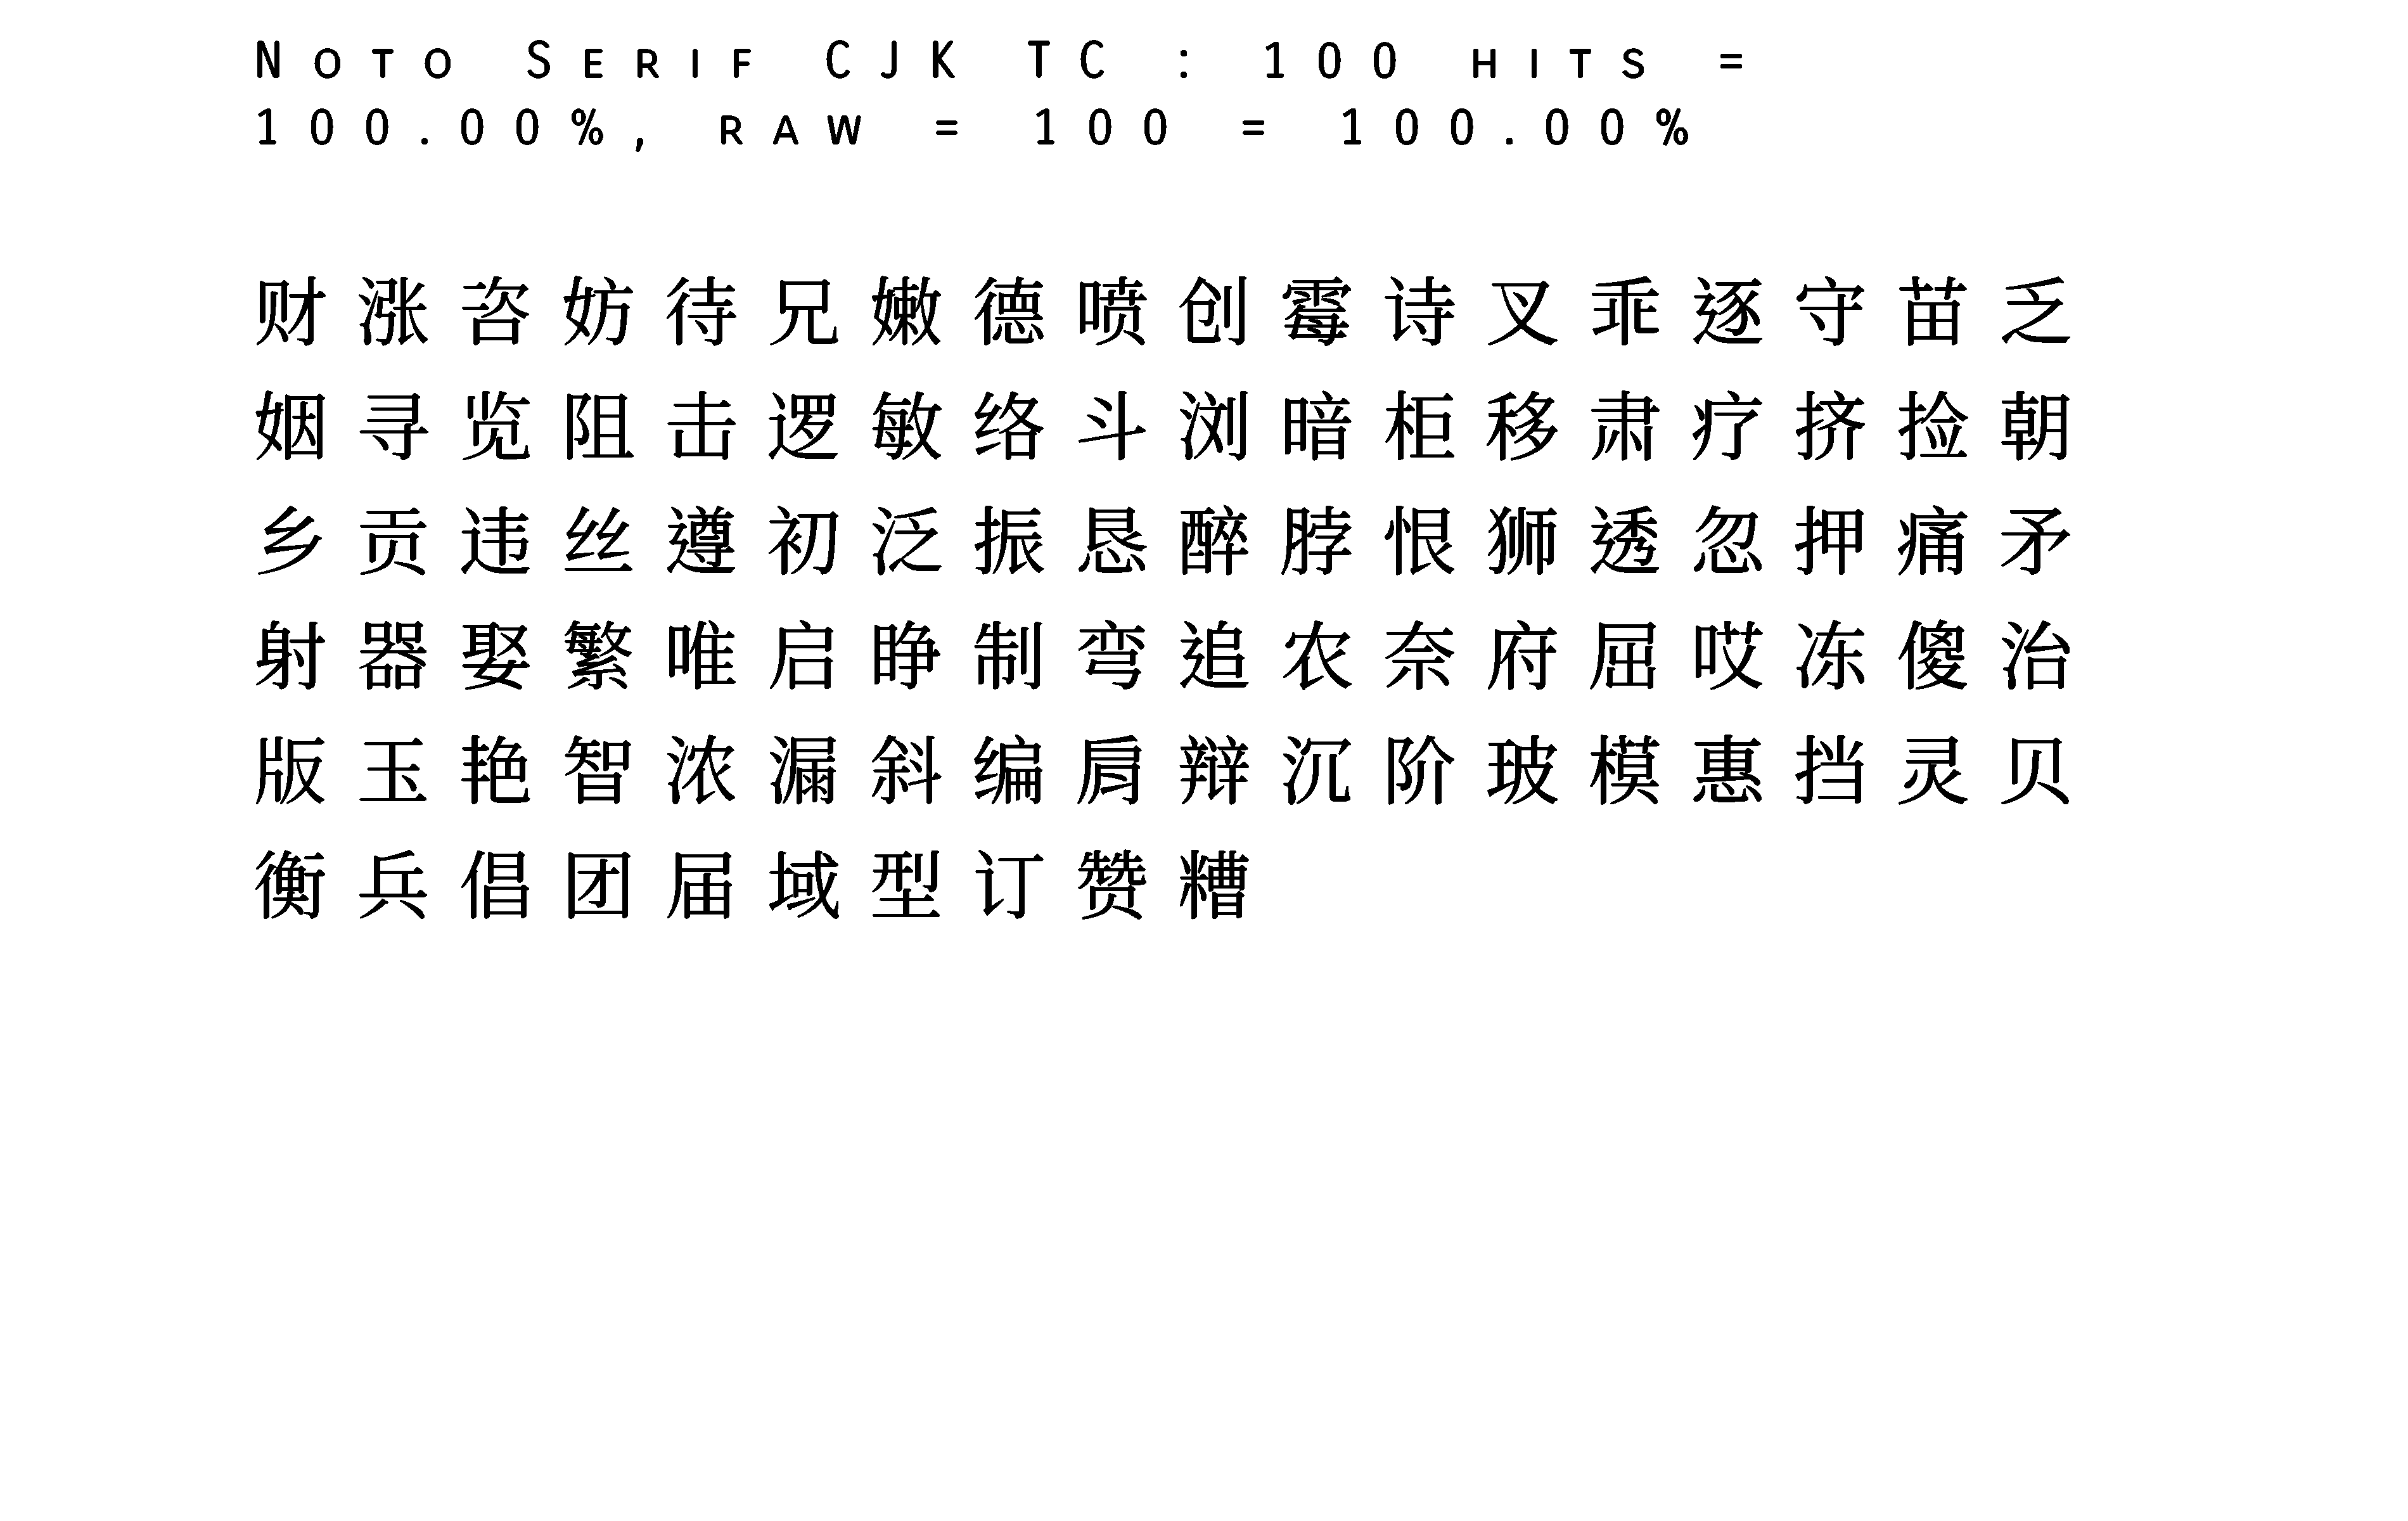 Noto Serif CJK TC : 100 hits =
100.00%, raw = 100 = 100.00%
财涨咨妨待兄嫩德喷创霉诗叉乖逐守苗乏
姻寻览阻击逻敏络斗浏暗柜移肃疗挤捡朝
乡贡违丝遵初泛振恳醉脖恨狮透忽押痛矛
射器娶繁唯启睁制弯追农奈府屈哎冻傻治
版玉艳智浓漏斜编肩辩沉阶玻模惠挡灵贝
衡兵倡团届域型订赞糟